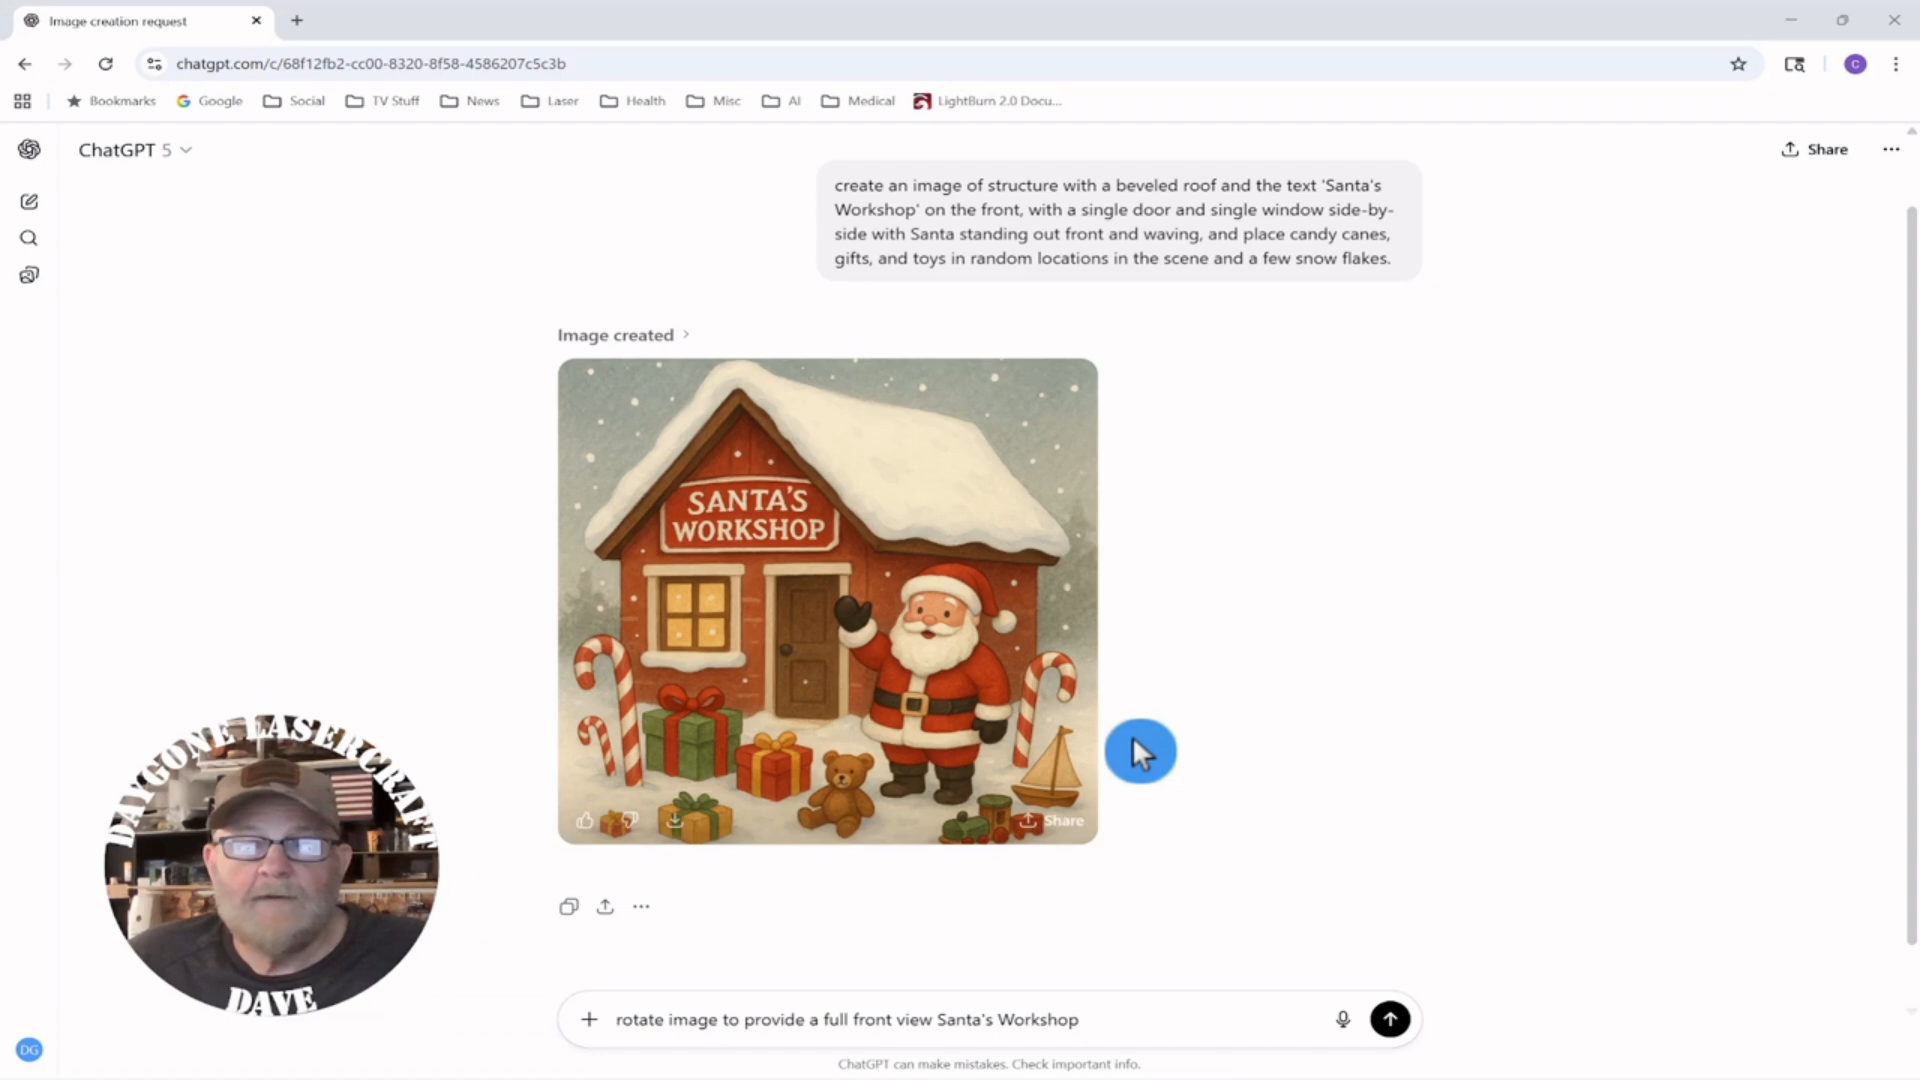 Image creation request
chatgpt.com/c/68f12fb2-cc00-8320-8f58-4586207c5c3b
C
Bookmarks
Google
Social
TV Stuff
News
Laser
Health
Misc
AI
Medical
LightBurn 2.0 Docu...
ChatGPT 5
Share
create an image of structure with a beveled roof and the text 'Santa's
Workshop' on the front, with a single door and single window side-by-
side with Santa standing out front and waving, and place candy canes,
gifts, and toys in random locations in the scene and a few snow flakes.
Image created
SANTA'S
WORKSHOP
Share
DAYGONE LASERCRAFT
DAVE
rotate image to provide a full front view Santa's Workshop
DG
ChatGPT can make mistakes. Check important info.